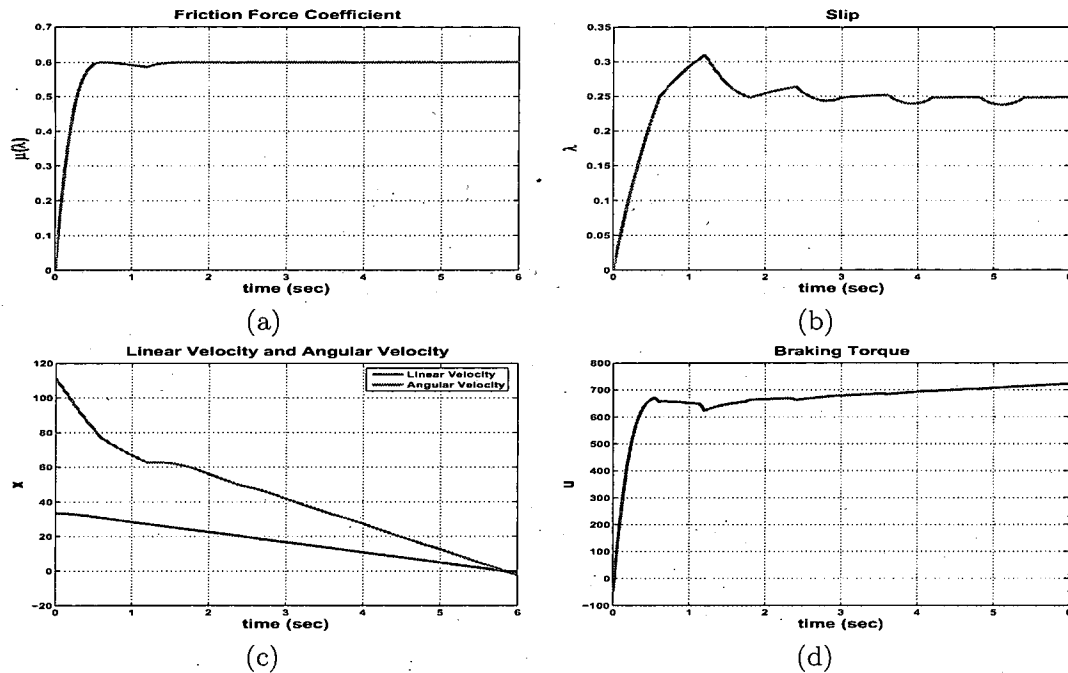 Friction Force Coefficient
0.7
0.6
0.5
0.4
0.3
0.2
0.1
0
μ(λ)
0 1 2 3 4 5 6
time (sec)
(a)
Slip
0.35
0.3
0.25
0.2
0.15
0.1
0.05
0
λ
0 1 2 3 4 5 6
time (sec)
(b)
Linear Velocity and Angular Velocity
Linear Velocity
Angular Velocity
120
100
80
60
40
20
0
−20
x
0 1 2 3 4 5 6
time (sec)
(c)
Braking Torque
800
700
600
500
400
300
200
100
0
−100
u
0 1 2 3 4 5 6
time (sec)
(d)